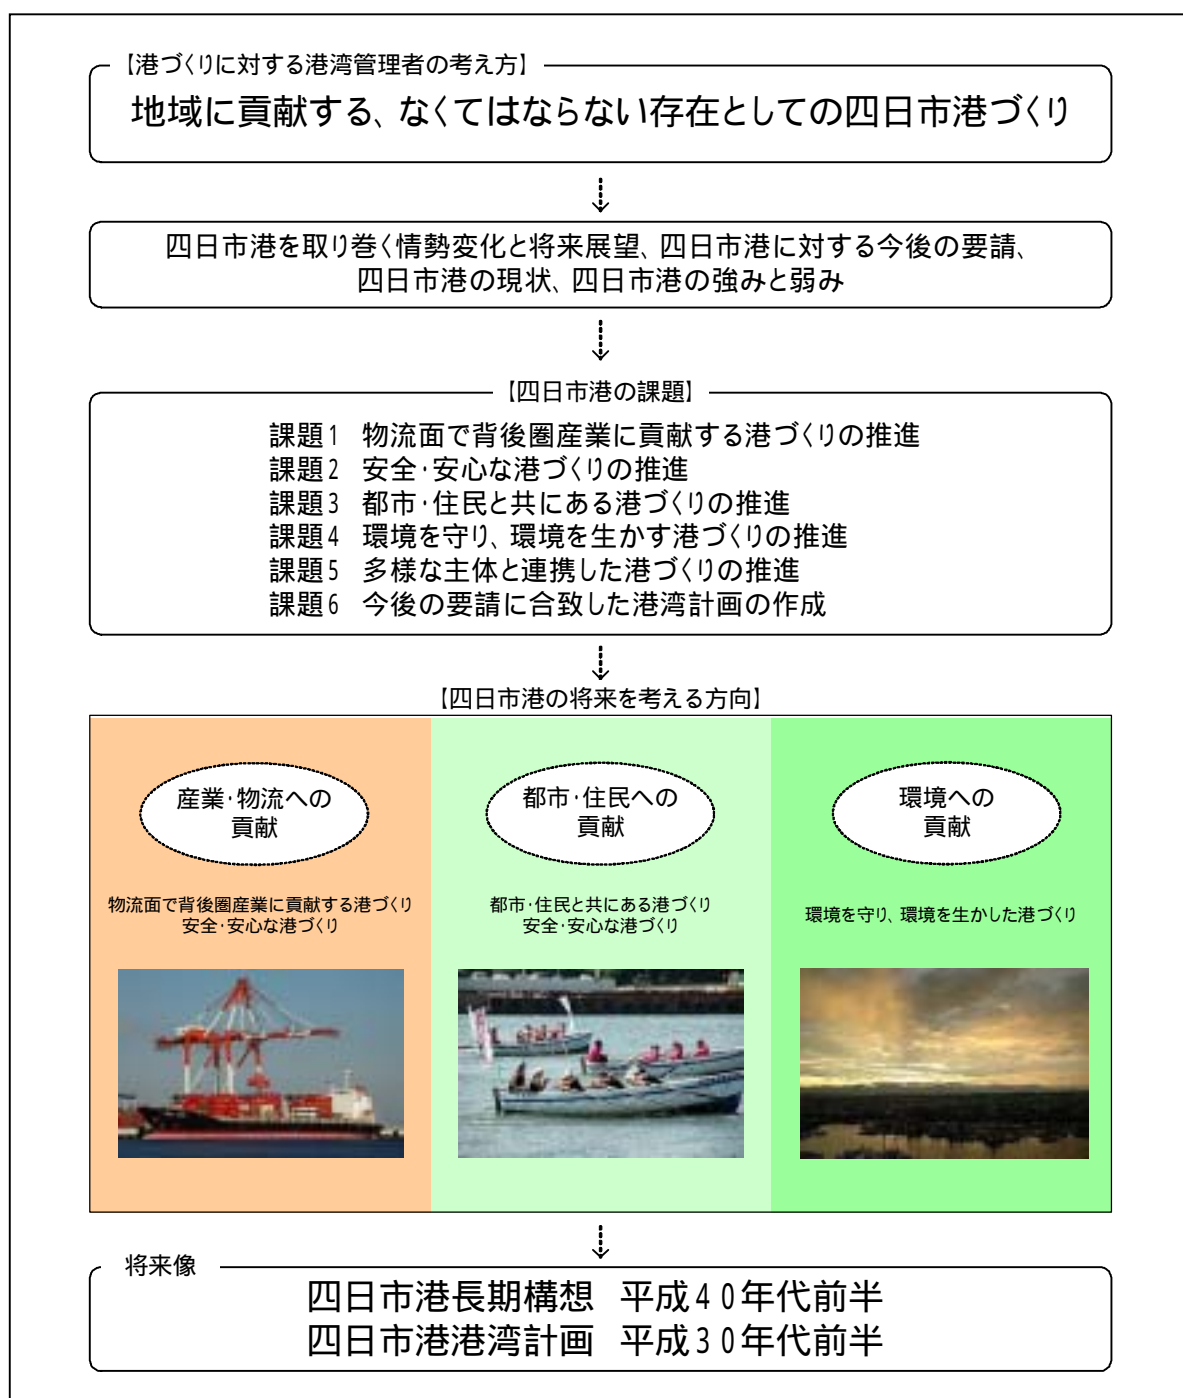 【港づくりに対する港湾管理者の考え方】
地域に貢献する、なくてはならない存在としての四日市港づくり
四日市港を取り巻く情勢変化と将来展望、四日市港に対する今後の要請、
四日市港の現状、四日市港の強みと弱み
【四日市港の課題】
課題1 物流面で背後圏産業に貢献する港づくりの推進
課題2 安全・安心な港づくりの推進
課題3 都市・住民と共にある港づくりの推進
課題4 環境を守り、環境を生かす港づくりの推進
課題5 多様な主体と連携した港づくりの推進
課題6 今後の要請に合致した港湾計画の作成
【四日市港の将来を考える方向】
産業・物流への
貢献
物流面で背後圏産業に貢献する港づくり
安全・安心な港づくり
都市・住民への
貢献
都市・住民と共にある港づくり
安全・安心な港づくり
環境への
貢献
環境を守り、環境を生かした港づくり
将来像
四日市港長期構想 平成40年代前半
四日市港港湾計画 平成30年代前半